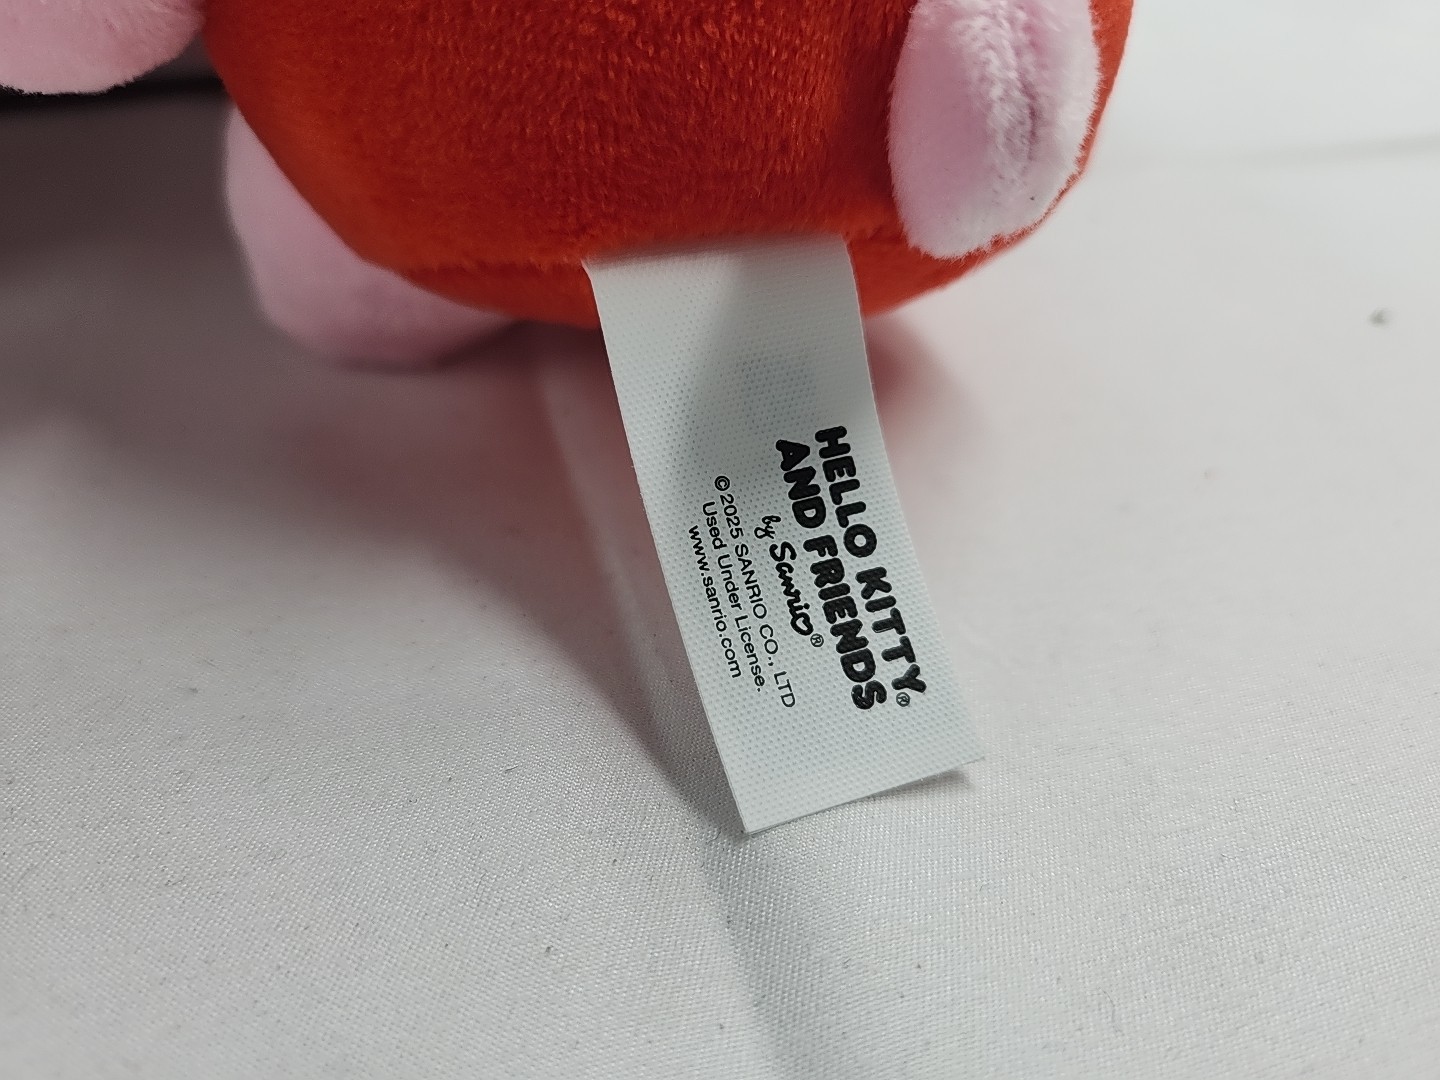 HELLO KITTY®
AND FRIENDS
by Sanrio®
©2025 SANRIO CO., LTD
Used Under License.
www.sanrio.com